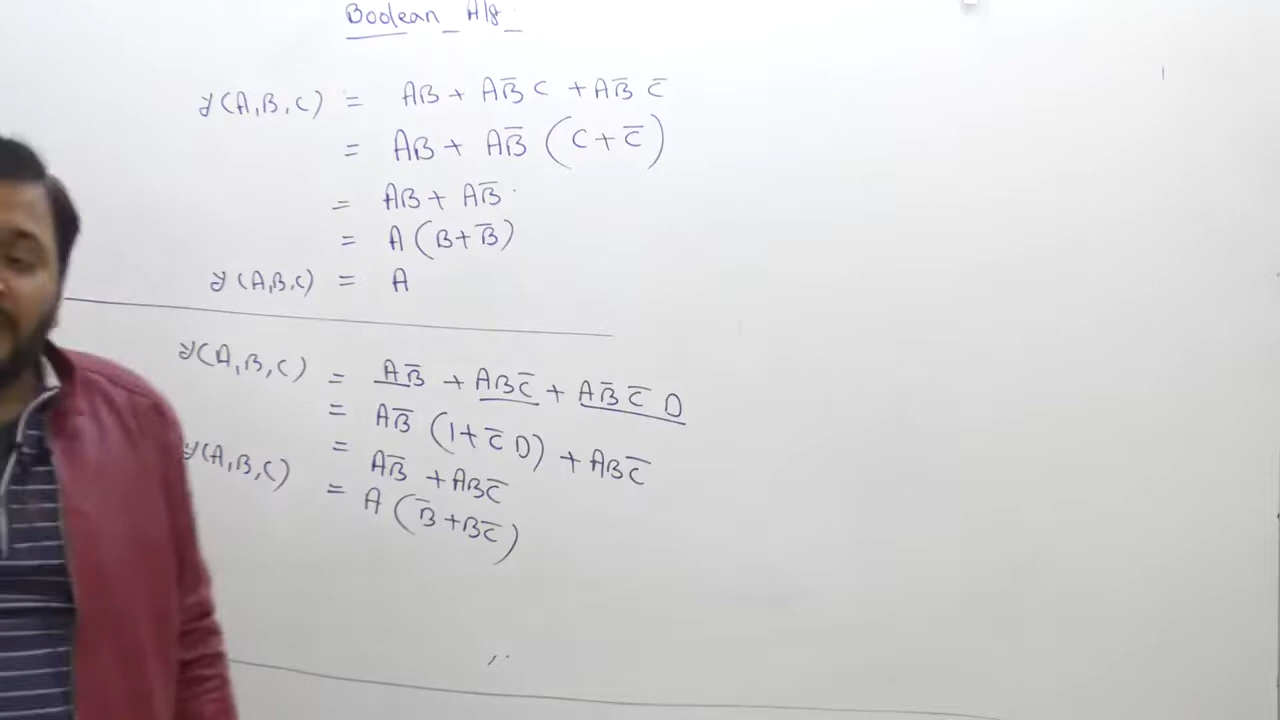 Boolean Alg
y(A,B,C) = AB + AB̅C + AB̅C̅
= AB + AB̅ (C+C̅)
= AB + AB̅
= A (B+B̅)
y(A,B,C) = A
y(A,B,C) = AB̅ + ABC̅ + AB̅C̅D
= AB̅ (1+C̅D) + ABC̅
y(A,B,C) = AB̅ + ABC̅
= A (B̅+BC̅)